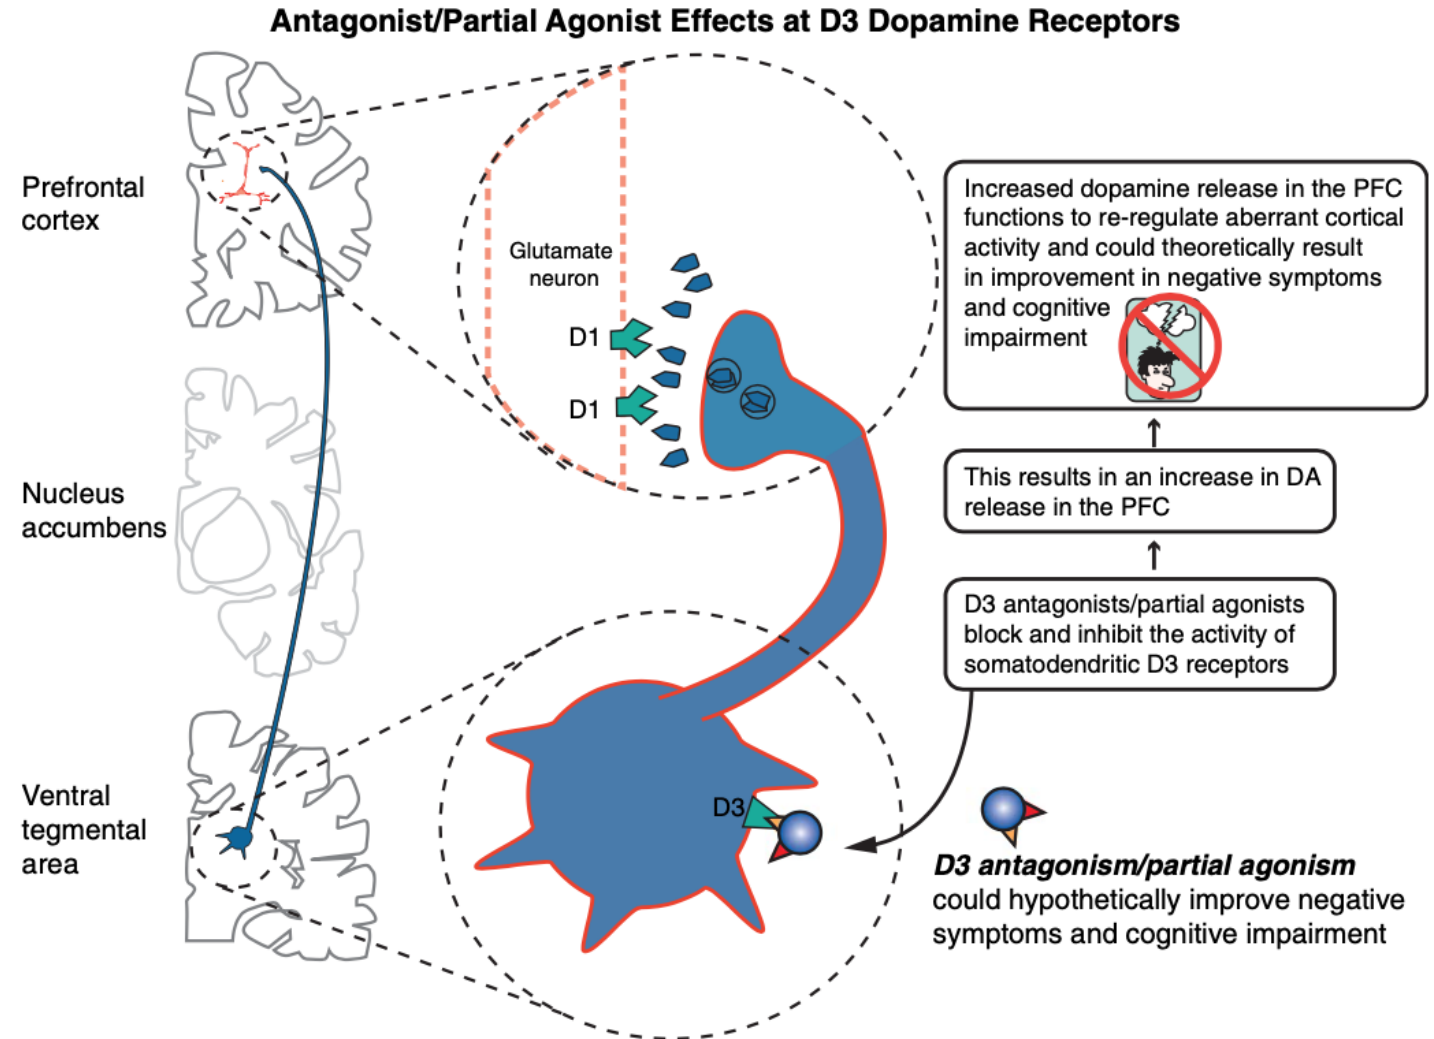 Antagonist/Partial Agonist Effects at D3 Dopamine Receptors
Prefrontal
cortex
Nucleus
accumbens
Ventral
tegmental
area
Glutamate
neuron
D1
D1
D3
Increased dopamine release in the PFC
functions to re-regulate aberrant cortical
activity and could theoretically result
in improvement in negative symptoms
and cognitive
impairment
This results in an increase in DA
release in the PFC
D3 antagonists/partial agonists
block and inhibit the activity of
somatodendritic D3 receptors
D3 antagonism/partial agonism
could hypothetically improve negative
symptoms and cognitive impairment